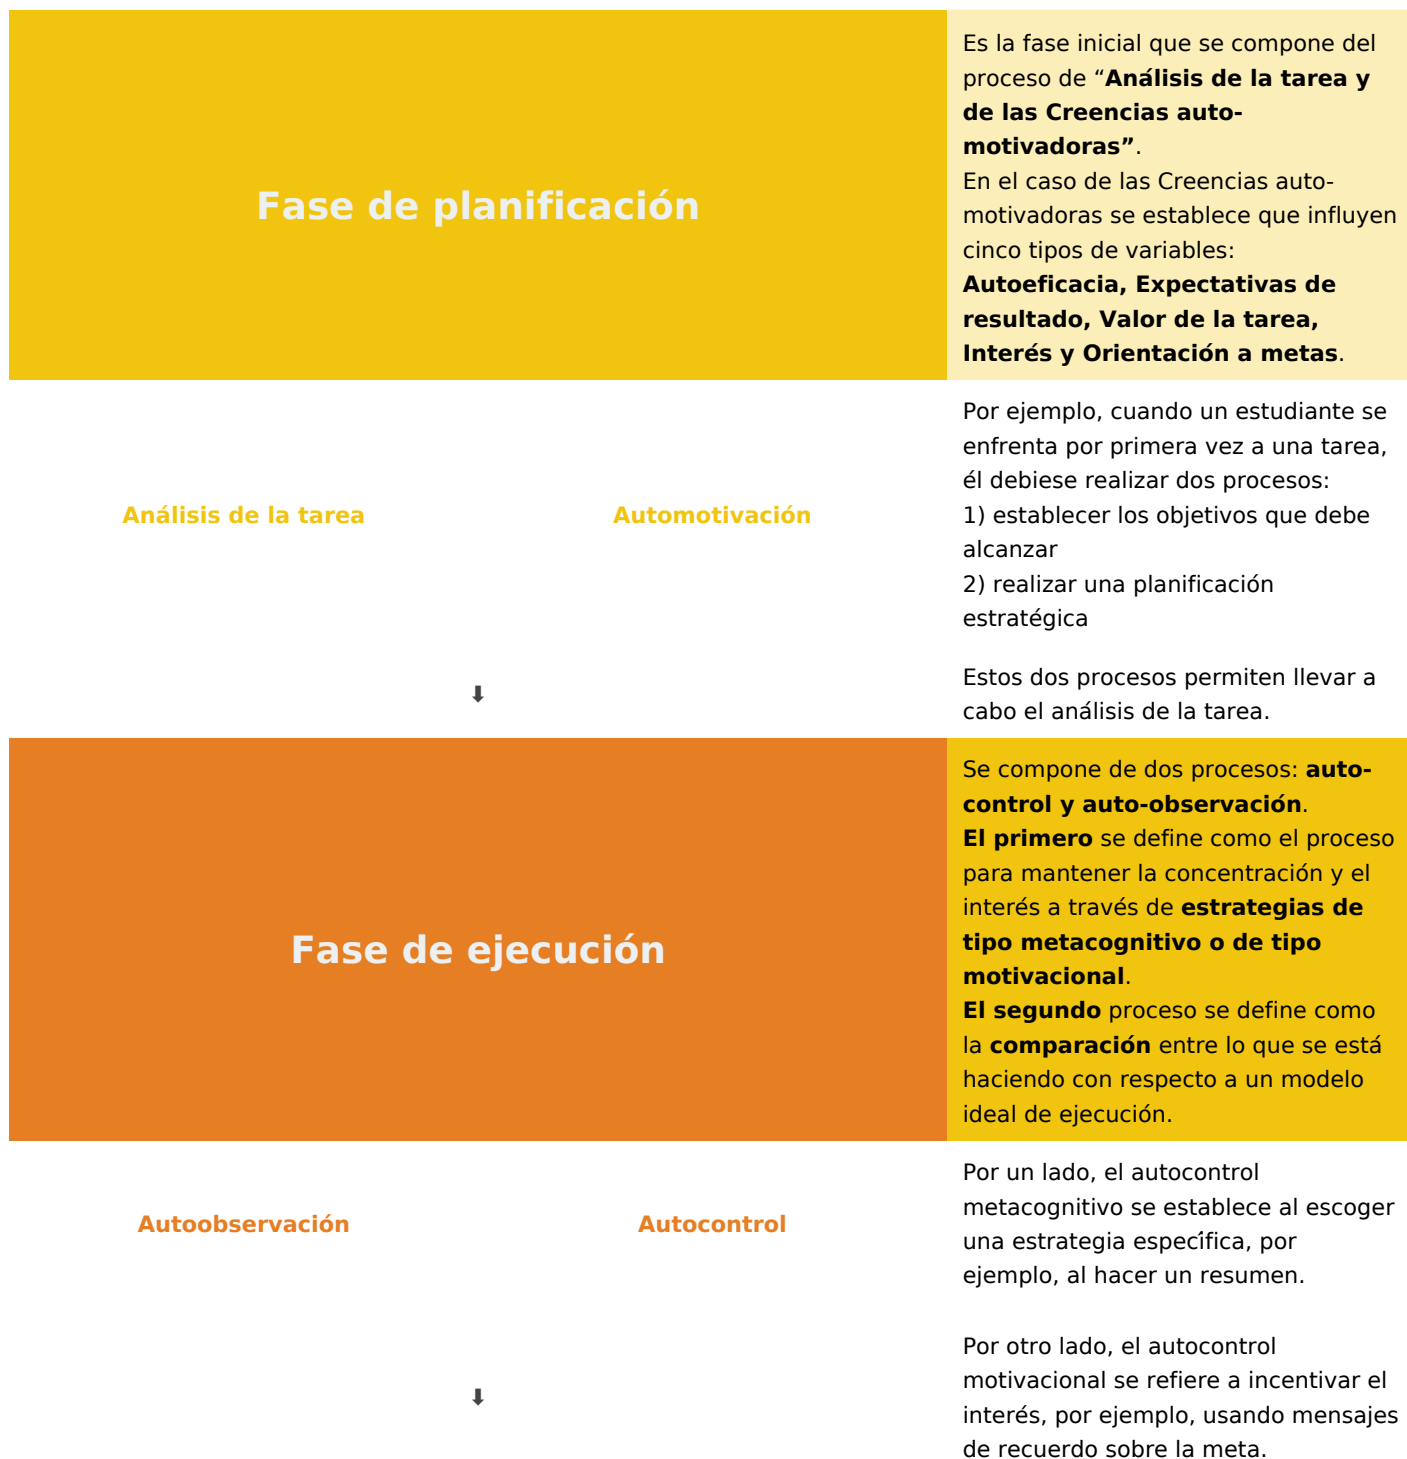 Fase de planificación
Es la fase inicial que se compone del
proceso de “Análisis de la tarea y
de las Creencias auto-
motivadoras”.
En el caso de las Creencias auto-
motivadoras se establece que influyen
cinco tipos de variables:
Autoeficacia, Expectativas de
resultado, Valor de la tarea,
Interés y Orientación a metas.
Análisis de la tarea
Automotivación
Por ejemplo, cuando un estudiante se
enfrenta por primera vez a una tarea,
él debiese realizar dos procesos:
1) establecer los objetivos que debe
alcanzar
2) realizar una planificación
estratégica
⬇
Estos dos procesos permiten llevar a
cabo el análisis de la tarea.
Fase de ejecución
Se compone de dos procesos: auto-
control y auto-observación.
El primero se define como el proceso
para mantener la concentración y el
interés a través de estrategias de
tipo metacognitivo o de tipo
motivacional.
El segundo proceso se define como
la comparación entre lo que se está
haciendo con respecto a un modelo
ideal de ejecución.
Autoobservación
Autocontrol
Por un lado, el autocontrol
metacognitivo se establece al escoger
una estrategia específica, por
ejemplo, al hacer un resumen.
⬇
Por otro lado, el autocontrol
motivacional se refiere a incentivar el
interés, por ejemplo, usando mensajes
de recuerdo sobre la meta.